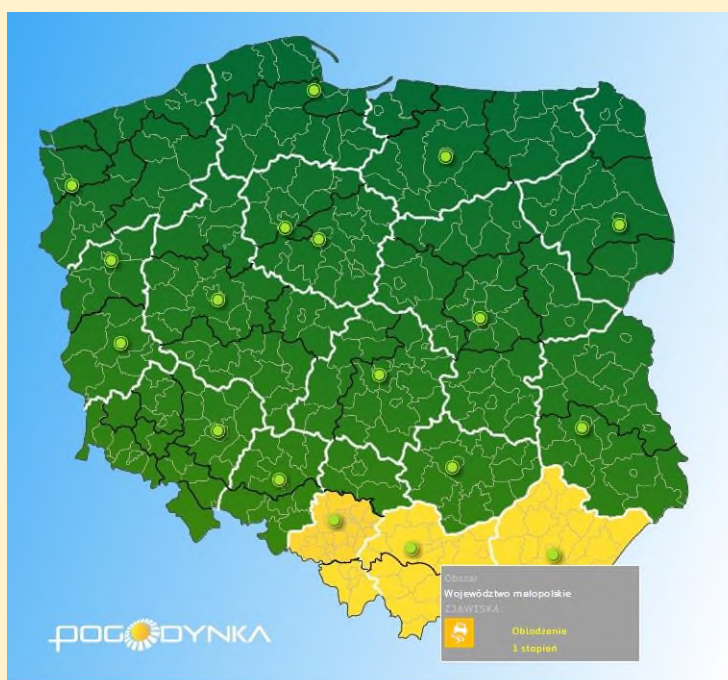 Obszar
Województwo małopolskie
ZJAWISKA:
Oblodzenie
1 stopień
POGODYNKA